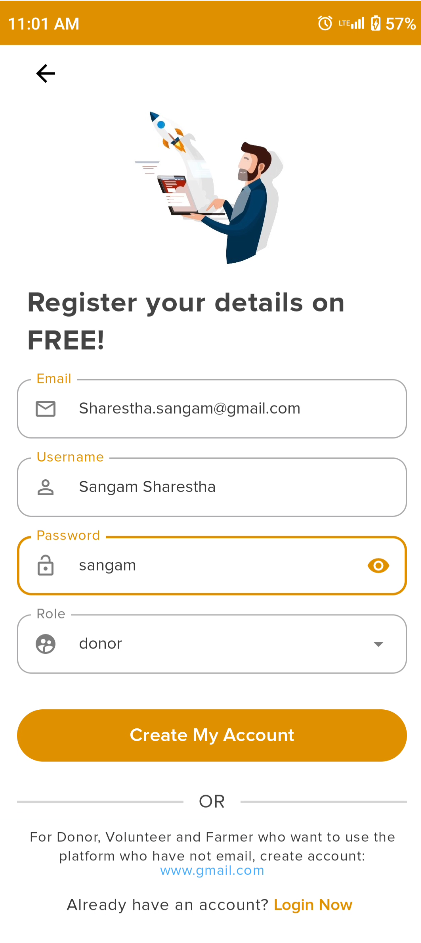 11:01 AM
LTE
57%
Register your details on
FREE!
Email
Sharestha.sangam@gmail.com
Username
Sangam Sharestha
Password
sangam
Role
donor
Create My Account
OR
For Donor, Volunteer and Farmer who want to use the
platform who have not email, create account:
www.gmail.com
Already have an account? Login Now